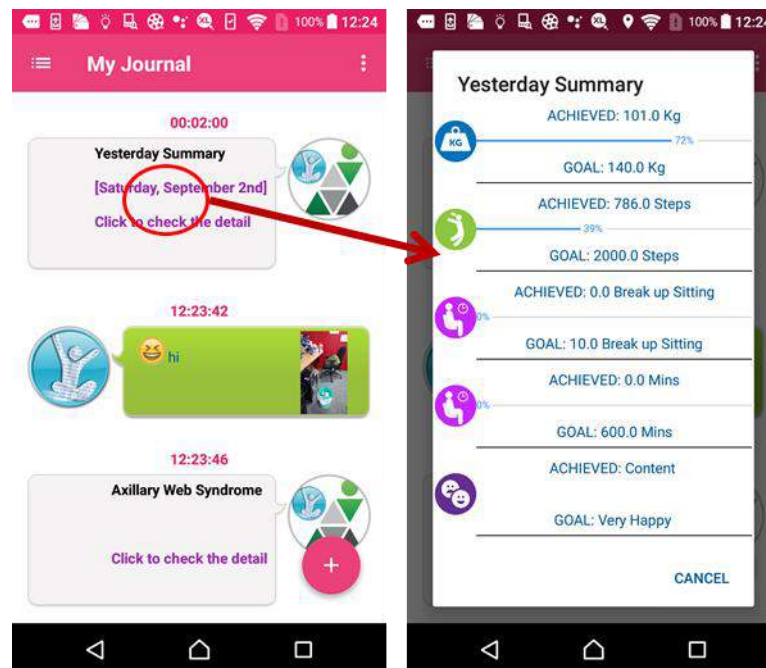 100% 12:24
My Journal
00:02:00
Yesterday Summary
[Saturday, September 2nd]
Click to check the detail
12:23:42
hi
12:23:46
Axillary Web Syndrome
Click to check the detail
+
100% 12:24
Yesterday Summary
ACHIEVED: 101.0 Kg
KG
72%
GOAL: 140.0 Kg
ACHIEVED: 786.0 Steps
39%
GOAL: 2000.0 Steps
ACHIEVED: 0.0 Break up Sitting
0%
GOAL: 10.0 Break up Sitting
ACHIEVED: 0.0 Mins
0%
GOAL: 600.0 Mins
ACHIEVED: Content
GOAL: Very Happy
CANCEL